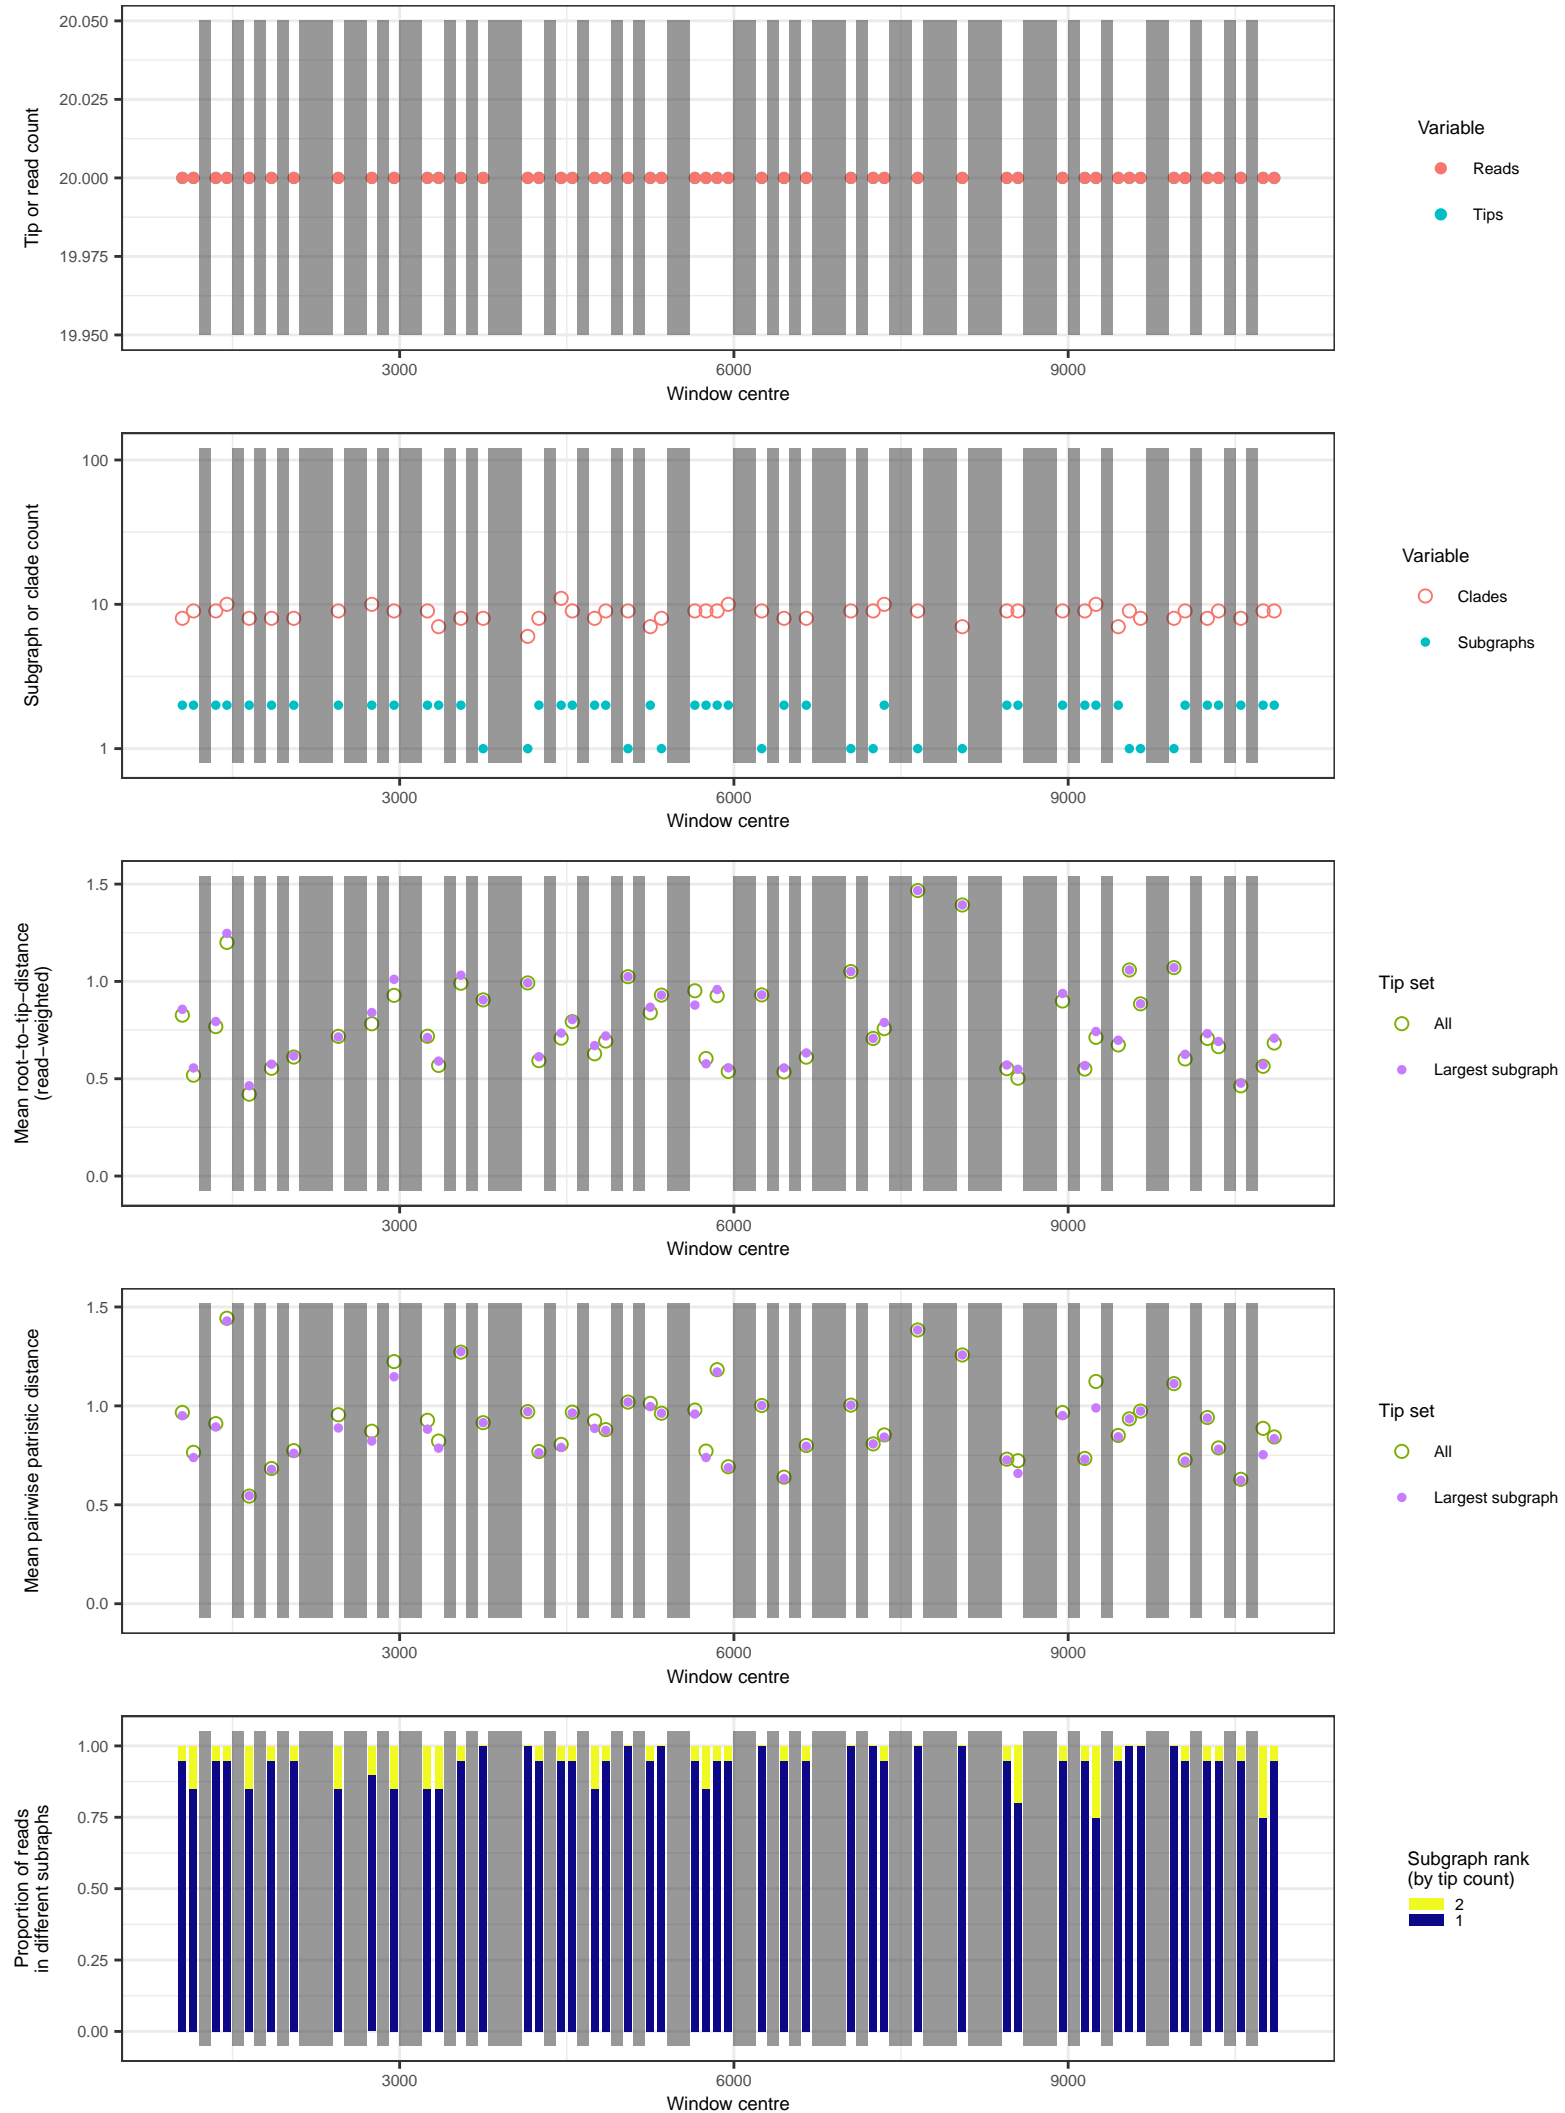 20.050
20.025
20.000
19.975
19.950
Tip or read count
3000
6000
9000
Window centre
Variable
Reads
Tips
100
10
1
Subgraph or clade count
3000
6000
9000
Window centre
Variable
Clades
Subgraphs
1.5
1.0
0.5
0.0
Mean root−to−tip−distance
(read−weighted)
3000
6000
9000
Window centre
Tip set
All
Largest subgraph
1.5
1.0
0.5
0.0
Mean pairwise patristic distance
3000
6000
9000
Window centre
Tip set
All
Largest subgraph
1.00
0.75
0.50
0.25
0.00
Proportion of reads
in different subraphs
3000
6000
9000
Window centre
Subgraph rank
(by tip count)
2
1